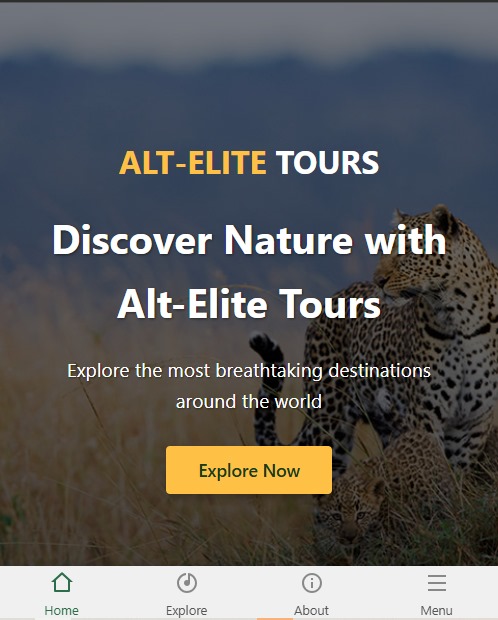 ALT-ELITE TOURS
Discover Nature with
Alt-Elite Tours
Explore the most breathtaking destinations
around the world
Explore Now
Home Explore About Menu